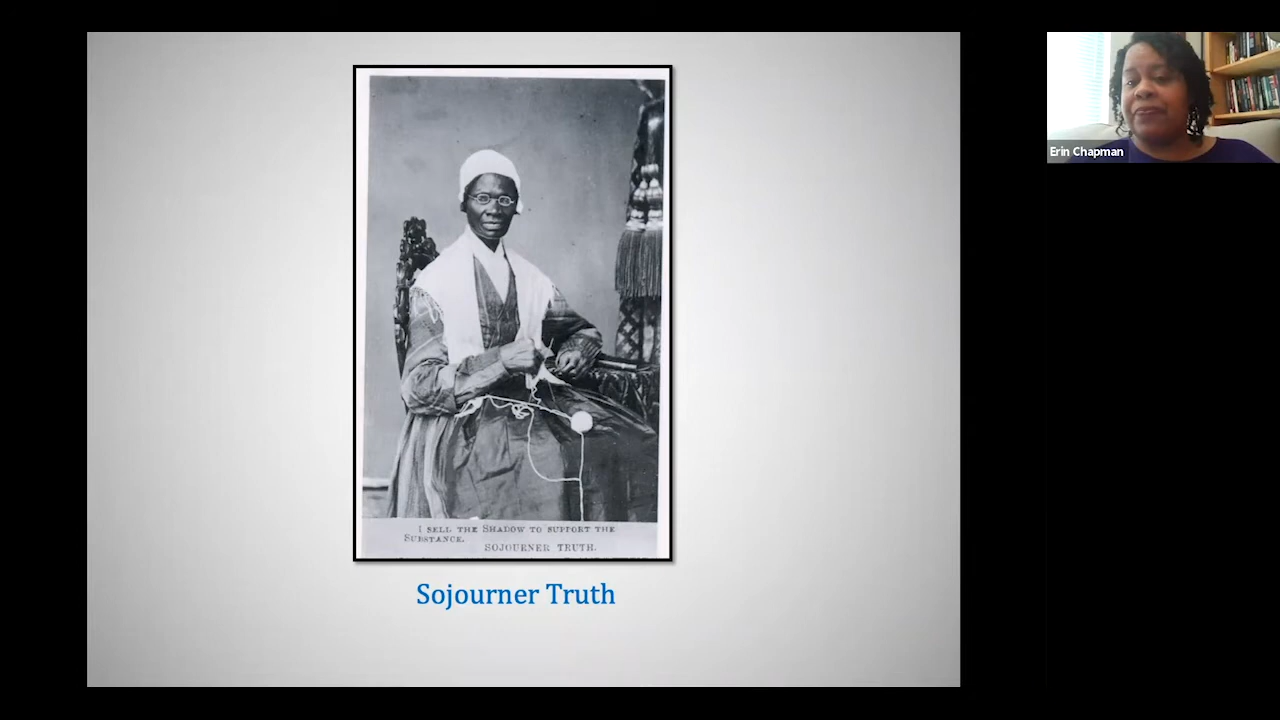 I SELL THE SHADOW TO SUPPORT THE
SUBSTANCE.
SOJOURNER TRUTH.
Sojourner Truth
Erin Chapman